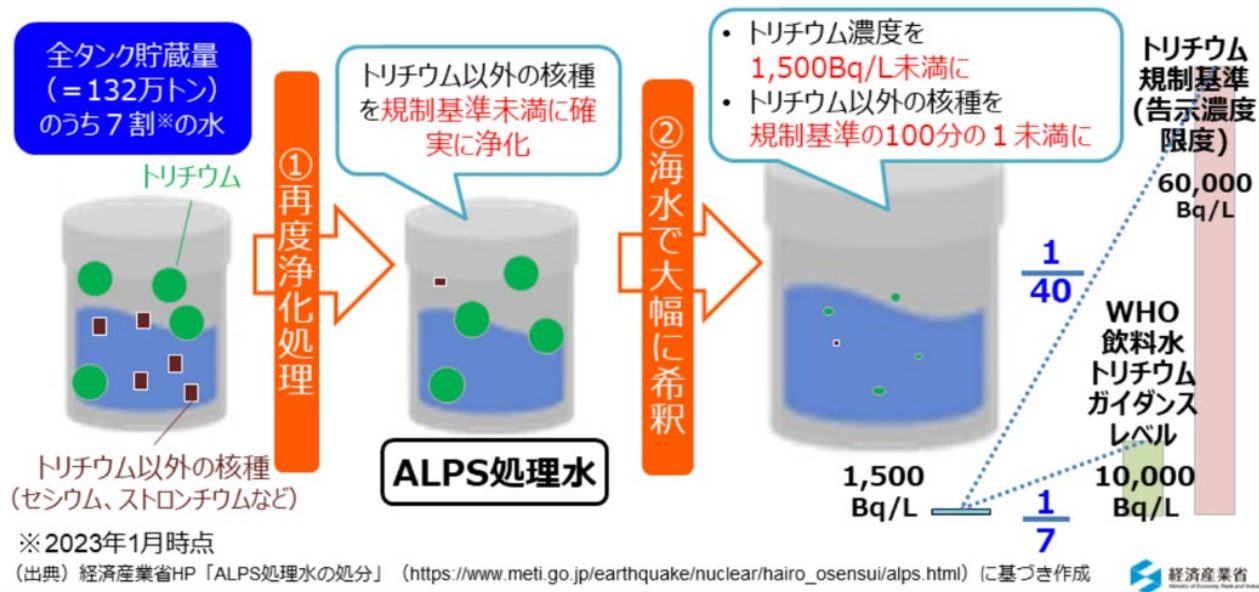 全タンク貯蔵量
(＝132万トン)
のうち７割※の水
トリチウム
トリチウム以外の核種
(セシウム、ストロンチウムなど)
①再度浄化処理
トリチウム以外の核種
を規制基準未満に確
実に浄化
ALPS処理水
②海水で大幅に希釈
• トリチウム濃度を
1,500Bq/L未満に
• トリチウム以外の核種を
規制基準の100分の１未満に
1,500
Bq/L
1
40
1
7
WHO
飲料水
トリチウム
ガイダンス
レベル
10,000
Bq/L
トリチウム
規制基準
(告示濃度
限度)
60,000
Bq/L
※2023年1月時点
（出典）経済産業省HP「ALPS処理水の処分」（https://www.meti.go.jp/earthquake/nuclear/hairo_osensui/alps.html）に基づき作成
経済産業省
Ministry of Economy, Trade and Industry